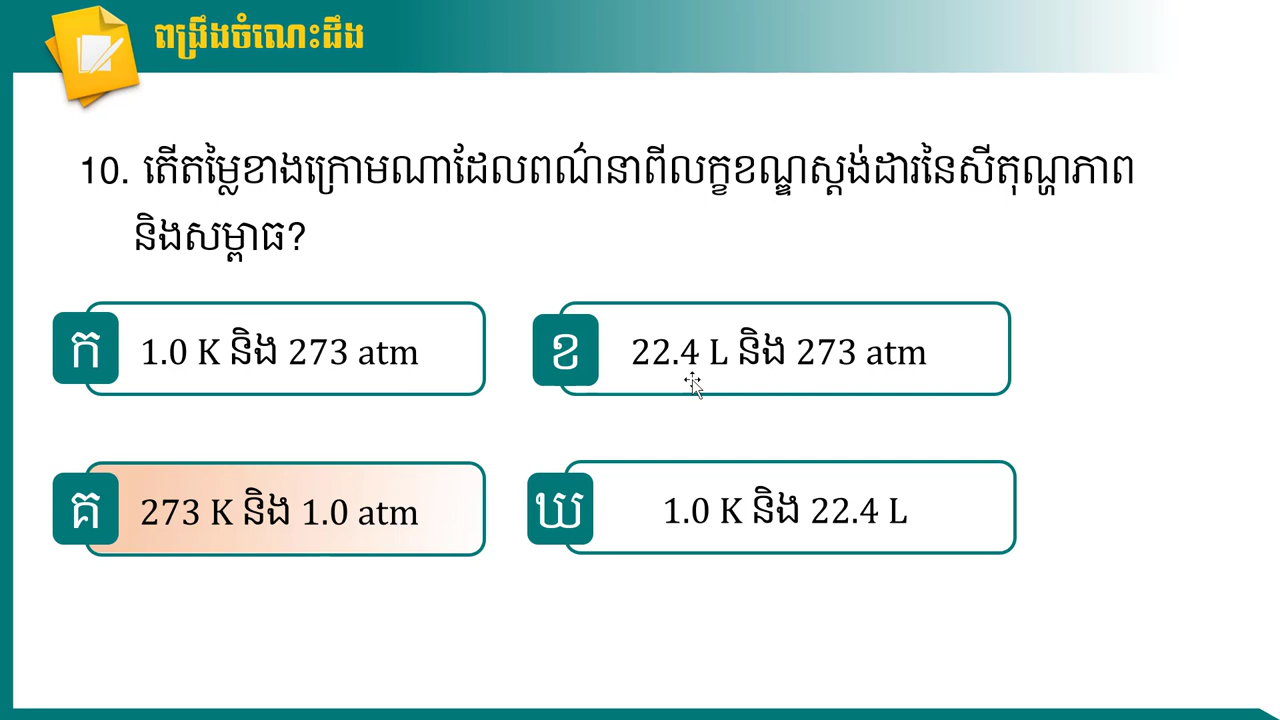 ពង្រឹងចំណេះដឹង
10. តើតម្លៃខាងក្រោមណាដែលពណ៌នាពីលក្ខខណ្ឌស្តង់ដារនៃសីតុណ្ហភាព
និងសម្ពាធ?
ក 1.0 K និង 273 atm
ខ 22.4 L និង 273 atm
គ 273 K និង 1.0 atm
ឃ 1.0 K និង 22.4 L